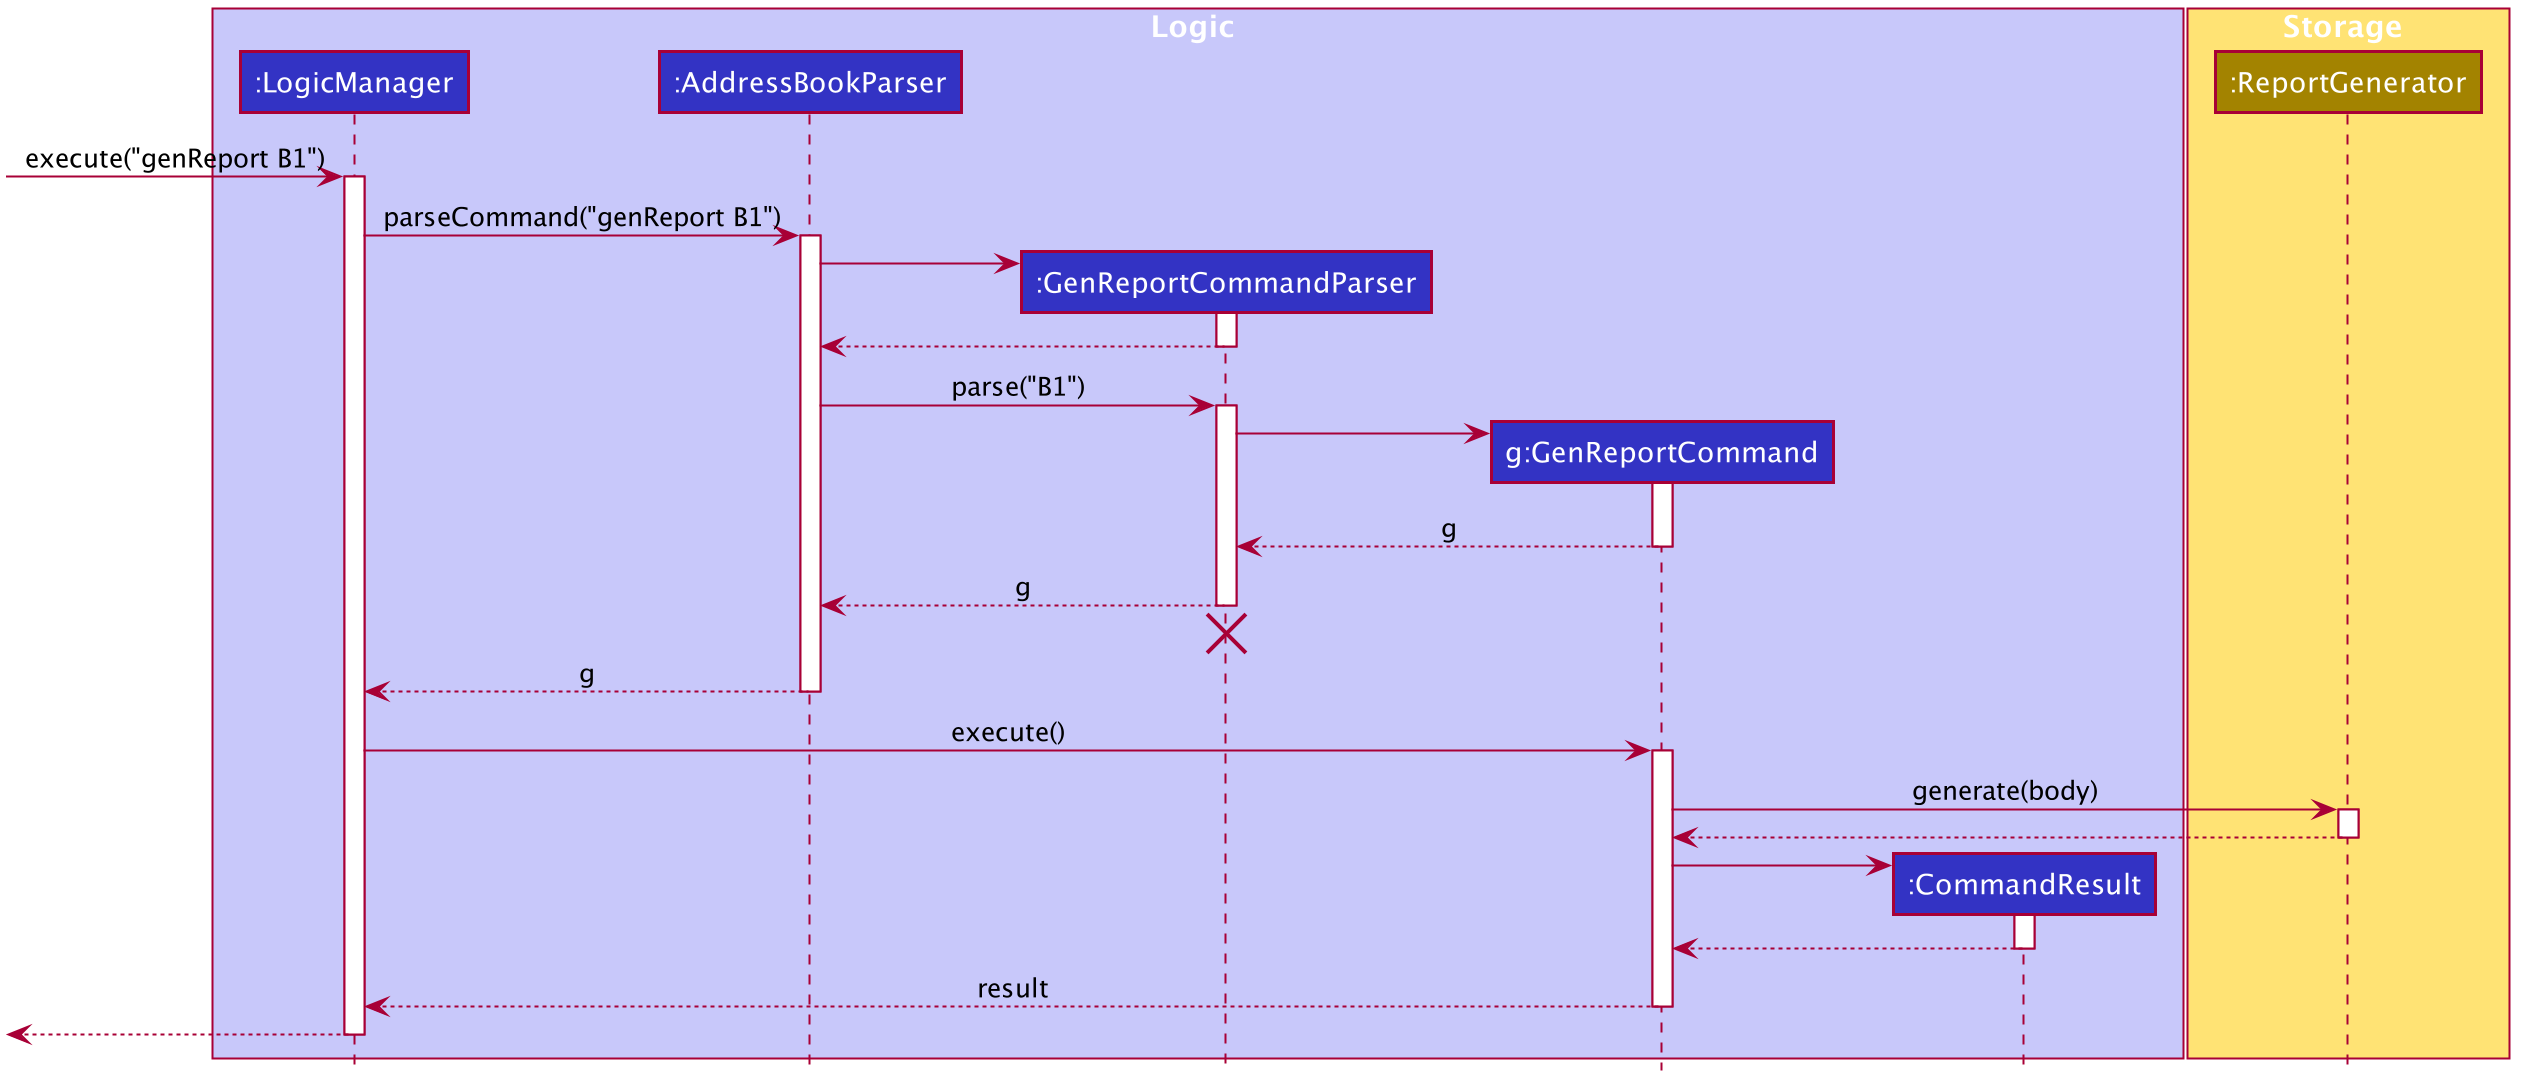 Logic
Storage
:LogicManager
:AddressBookParser
:ReportGenerator
execute("genReport B1")
parseCommand("genReport B1")
:GenReportCommandParser
parse("B1")
g:GenReportCommand
g
g
g
execute()
generate(body)
:CommandResult
result